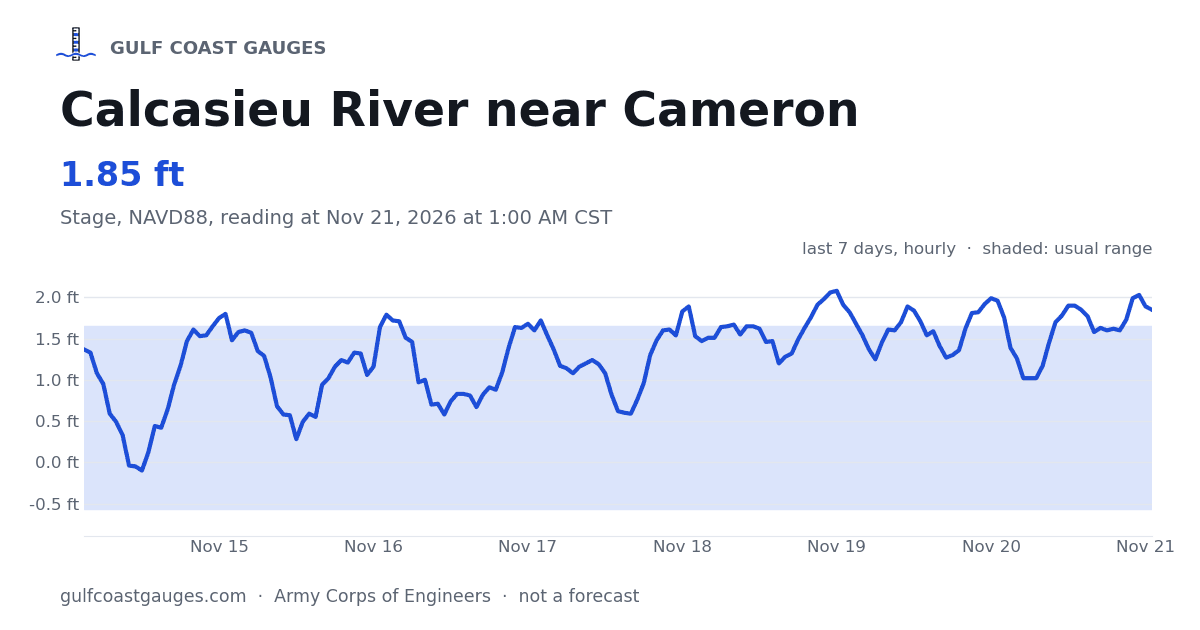 GULF COAST GAUGES
Calcasieu River near Cameron
1.85 ft
Stage, NAVD88, reading at Nov 21, 2026 at 1:00 AM CST
last 7 days, hourly · shaded: usual range
2.0 ft
1.5 ft
1.0 ft
0.5 ft
0.0 ft
-0.5 ft
Nov 15 Nov 16 Nov 17 Nov 18 Nov 19 Nov 20 Nov 21
gulfcoastgauges.com · Army Corps of Engineers · not a forecast